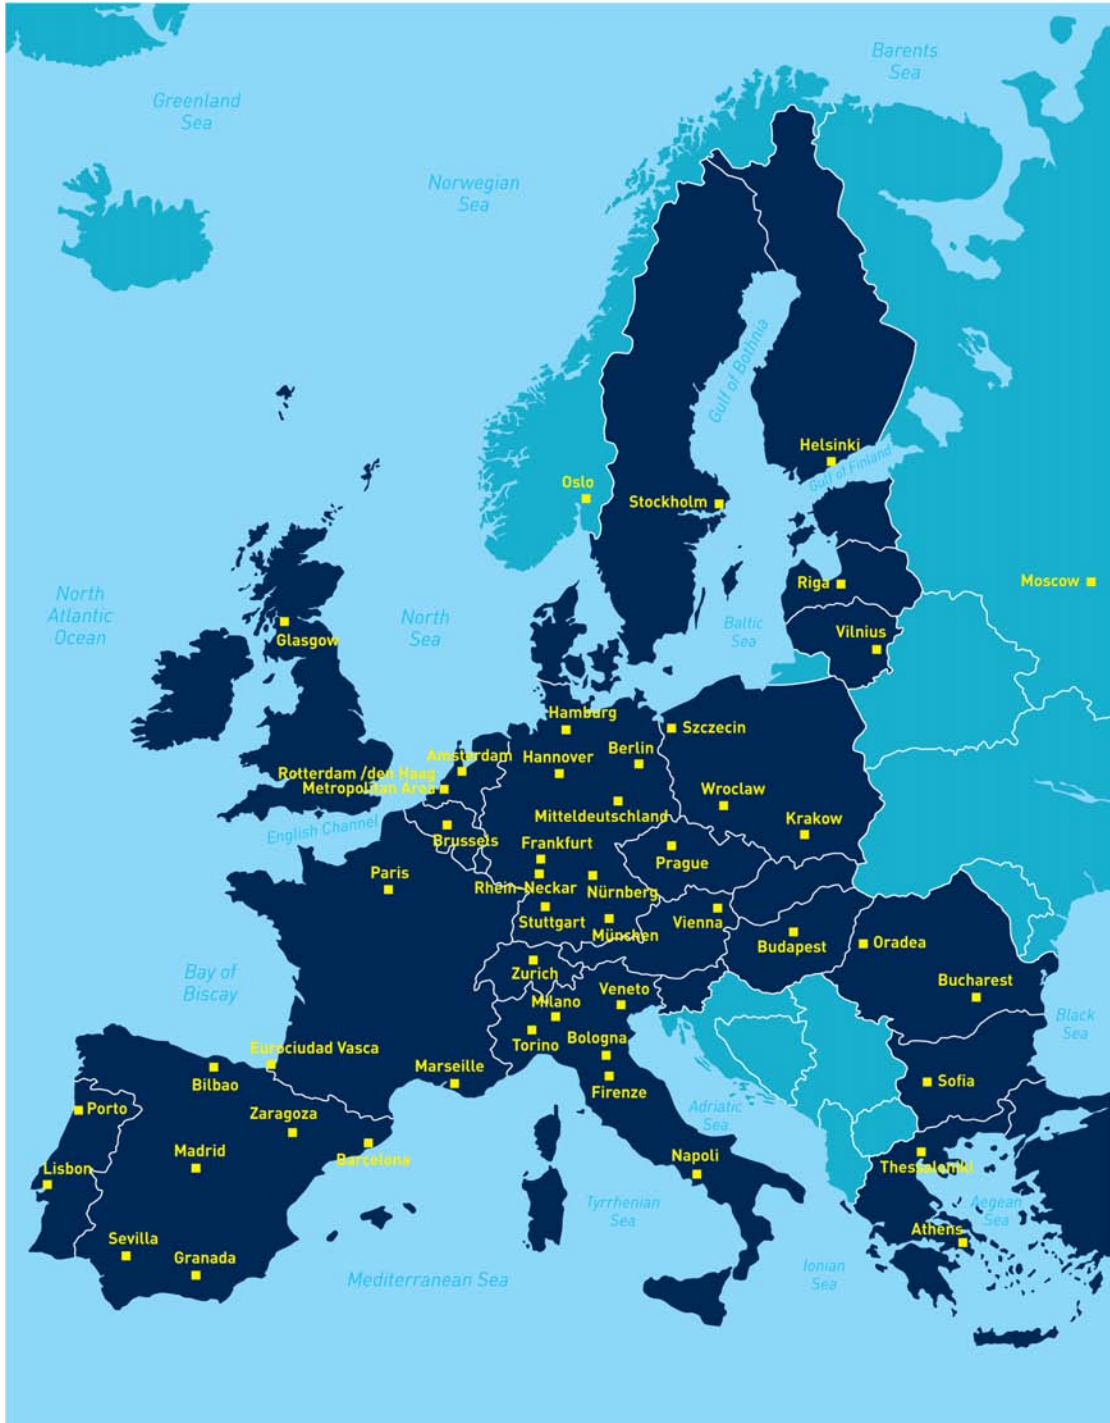 Barents
Sea
Greenland
Sea
Norwegian
Sea
Gulf of Bothnia
Helsinki
Gulf of Finland
Oslo
Stockholm
Riga
Moscow
North
Atlantic
Ocean
North
Sea
Baltic
Sea
Vilnius
Glasgow
Hamburg
Szczecin
Amsterdam
Hannover
Berlin
Rotterdam /den Haag
Metropolitan Area
Wroclaw
Mitteldeutschland
Krakow
English Channel
Brussels
Frankfurt
Prague
Paris
Rhein-Neckar
Nürnberg
Stuttgart
München
Vienna
Budapest
Oradea
Bay of
Biscay
Zurich
Veneto
Bucharest
Milano
Torino
Bologna
Black
Sea
Eurociudad Vasca
Bilbao
Marseille
Firenze
Sofia
Porto
Zaragoza
Adriatic
Sea
Madrid
Barcelona
Napoli
Lisbon
Thessaloniki
Tyrrhenian
Sea
Aegean
Sea
Athens
Sevilla
Granada
Mediterranean Sea
Ionian
Sea